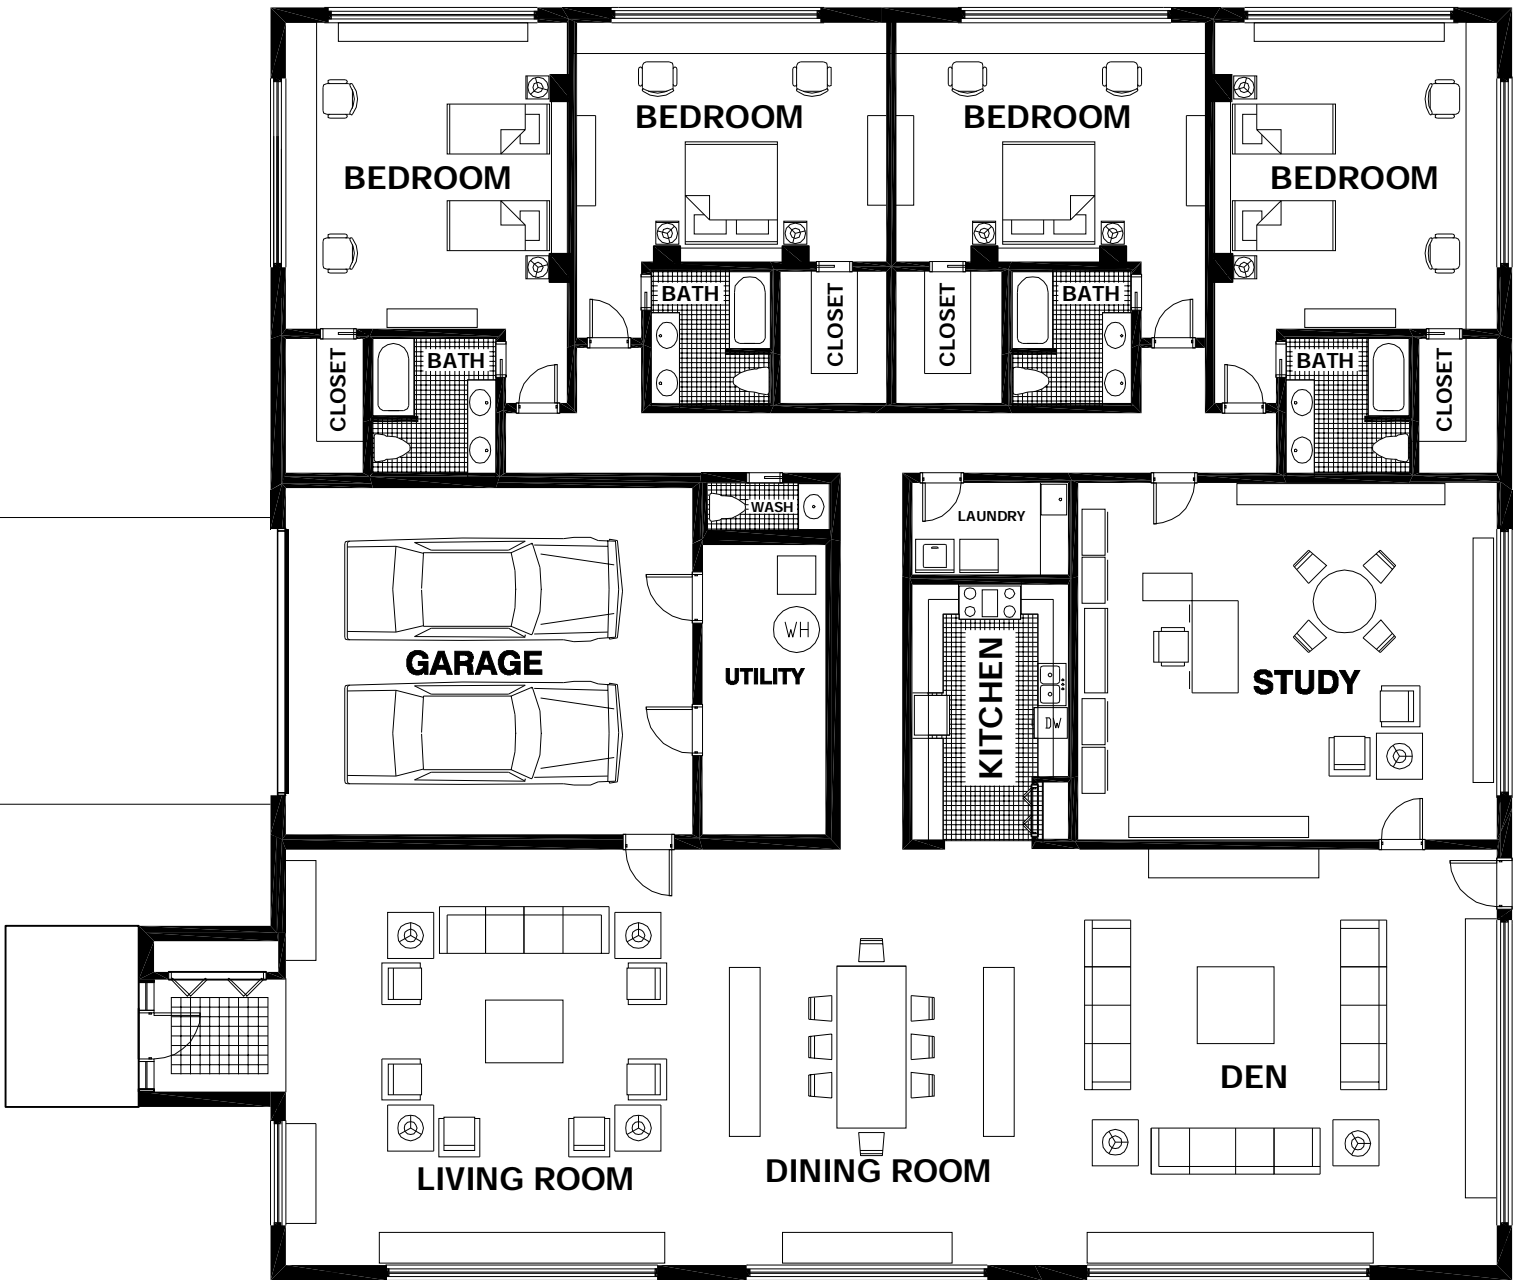 BEDROOM
BEDROOM
BEDROOM
BEDROOM
BATH
CLOSET
CLOSET
BATH
CLOSET
BATH
BATH
CLOSET
WASH
LAUNDRY
WH
GARAGE
UTILITY
KITCHEN
DW
STUDY
DEN
LIVING ROOM
DINING ROOM